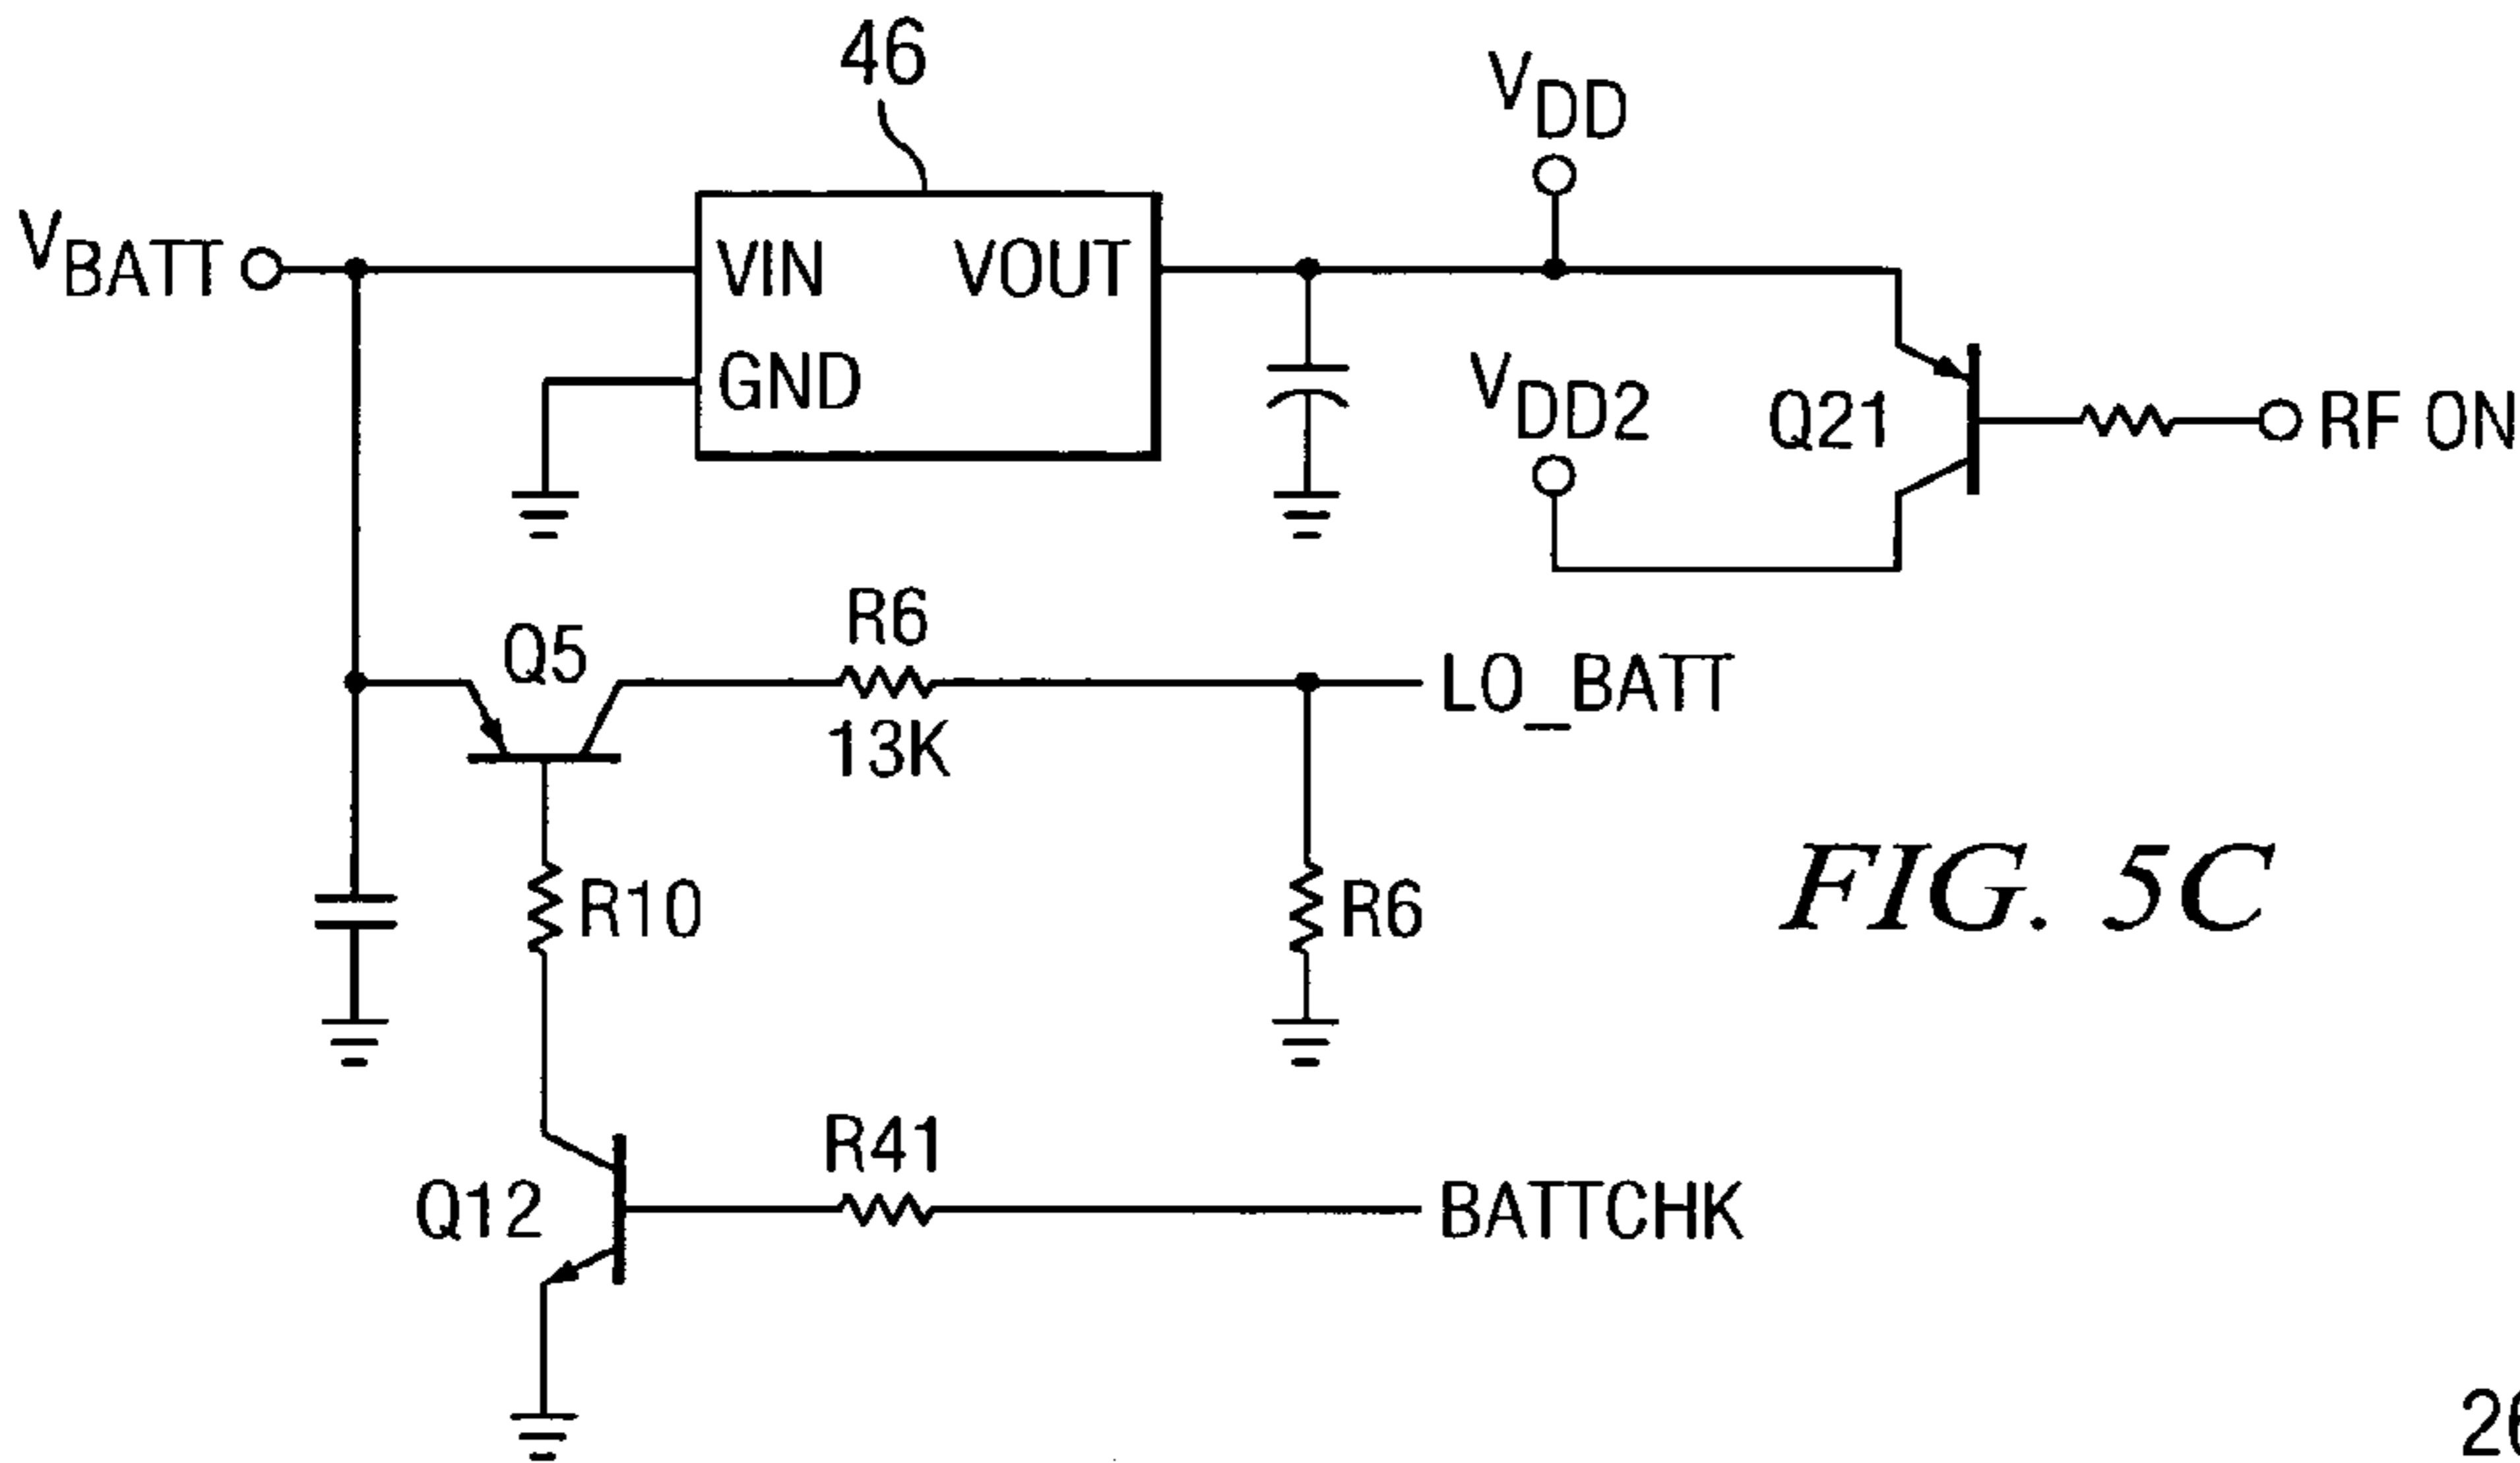 46
VDD
VBATT
VIN
VOUT
GND
VDD2
Q21
RF ON
Q5
R6
13K
LO_BATT
R10
R6
FIG. 5C
Q12
R41
BATTCHK